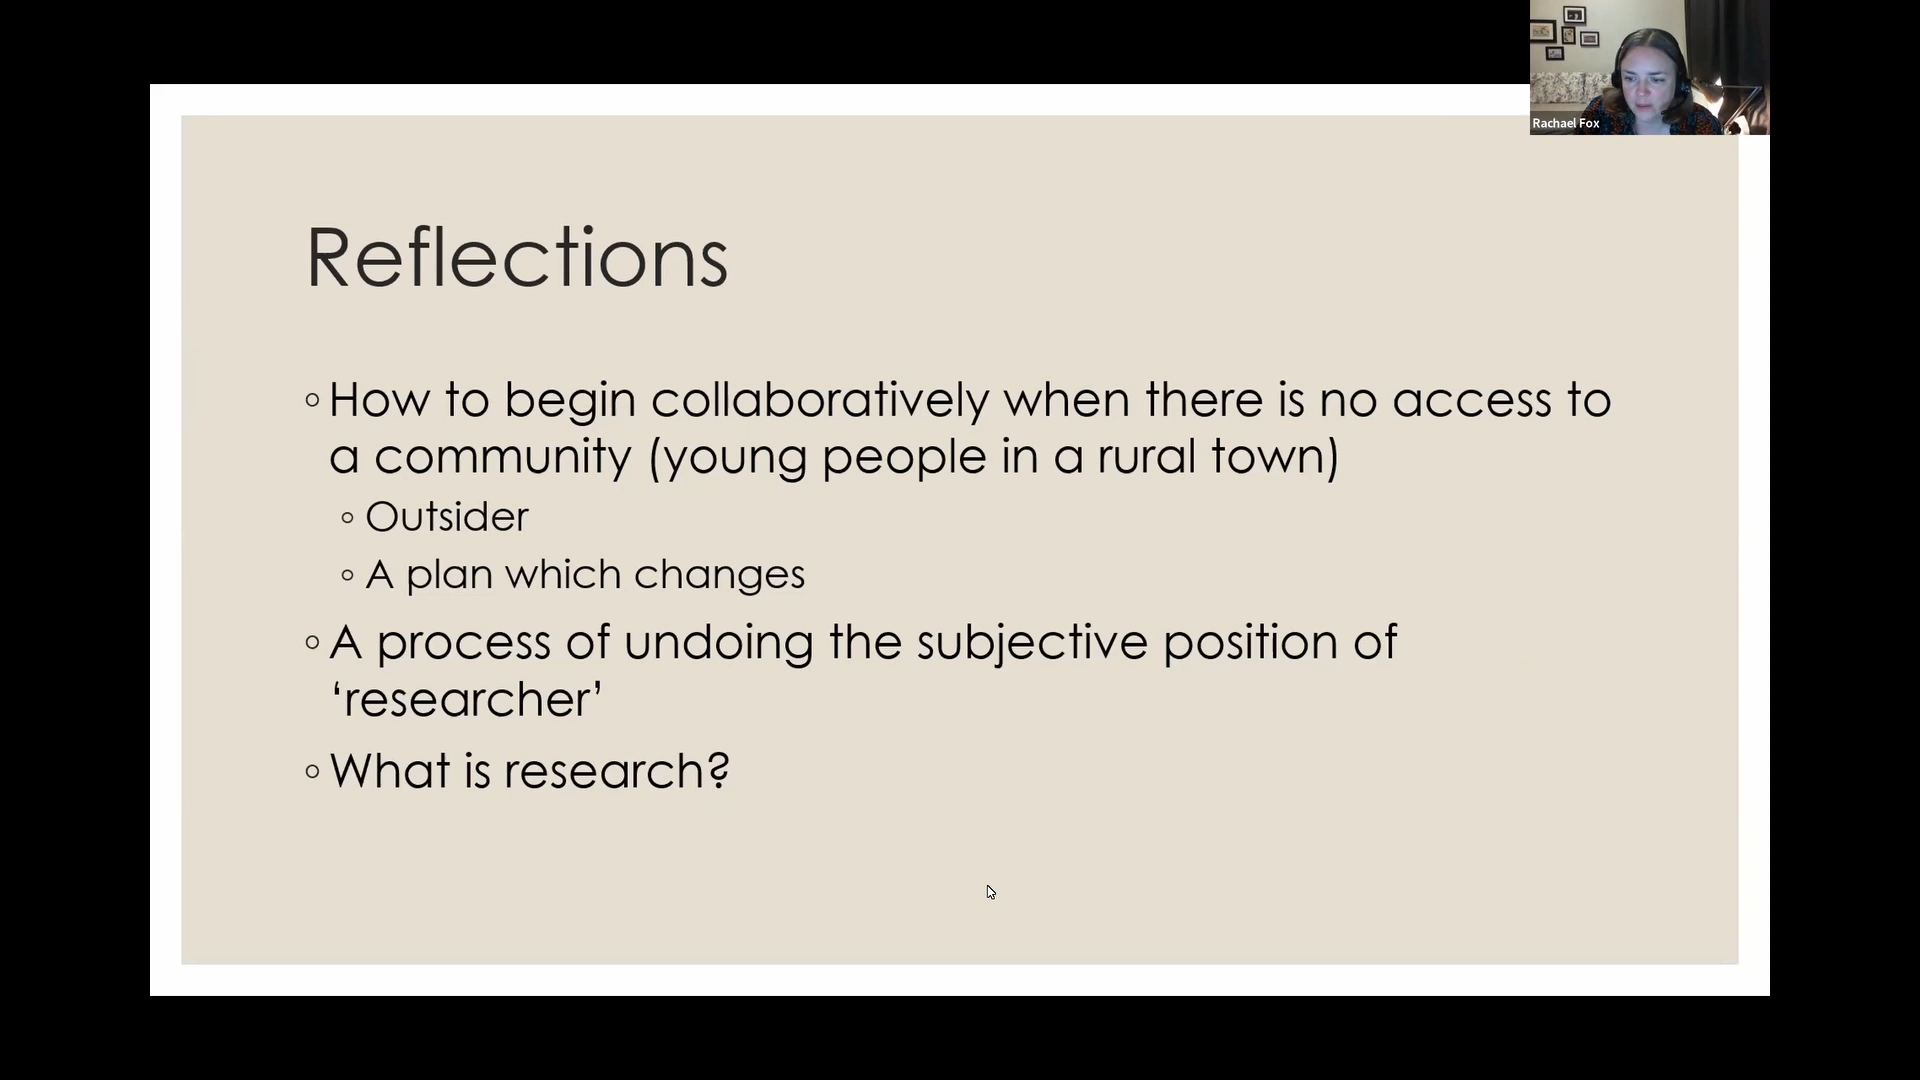 Rachael Fox
Reflections
◦ How to begin collaboratively when there is no access to
a community (young people in a rural town)
◦ Outsider
◦ A plan which changes
◦ A process of undoing the subjective position of
‘researcher’
◦ What is research?